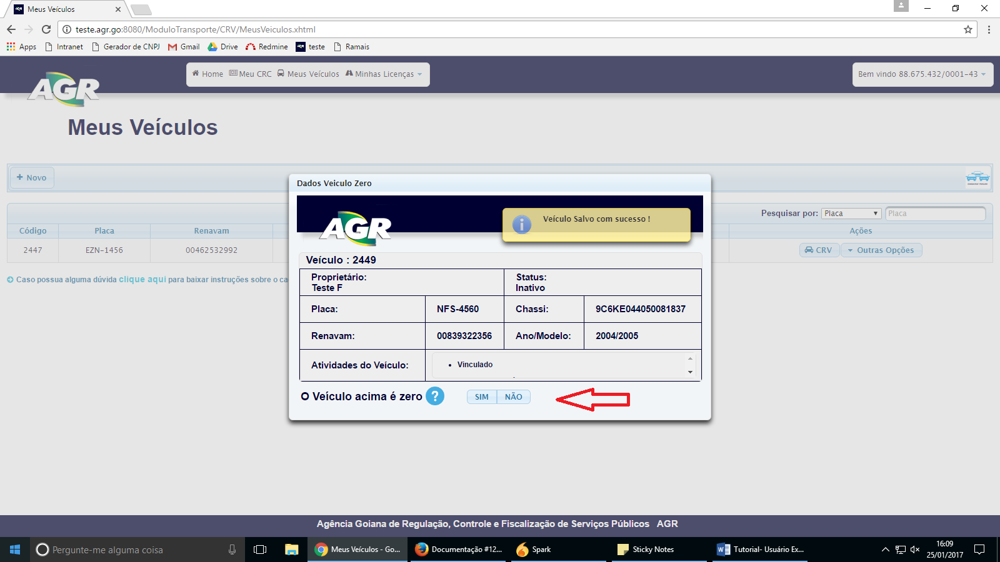 Meus Veículos
teste.agr.go:8080/ModuloTransporte/CRV/MeusVeiculos.xhtml
Apps Intranet Gerador de CNPJ Gmail Drive Redmine teste Ramais
AGR
Home Meu CRC Meus Veículos Minhas Licenças
Bem vindo 88.675.432/0001-43
Meus Veículos
+ Novo
Pesquisar por: Placa Placa
Código Placa Renavam Ações
2447 EZN-1456 00462532992 CRV Outras Opções
Caso possua alguma dúvida clique aqui para baixar instruções sobre o ca
Dados Veiculo Zero
AGR
Veículo Salvo com sucesso !
Veículo : 2449
Proprietário: Status:
Teste F Inativo
Placa: NFS-4560 Chassi: 9C6KE044050081837
Renavam: 00839322356 Ano/Modelo: 2004/2005
Atividades do Veículo: • Vinculado
O Veículo acima é zero ? SIM NÃO
Agência Goiana de Regulação, Controle e Fiscalização de Serviços Públicos AGR
Pergunte-me alguma coisa
Meus Veículos - Go...
Documentação #12...
Spark
Sticky Notes
Tutorial- Usuário Ex...
16:09
25/01/2017